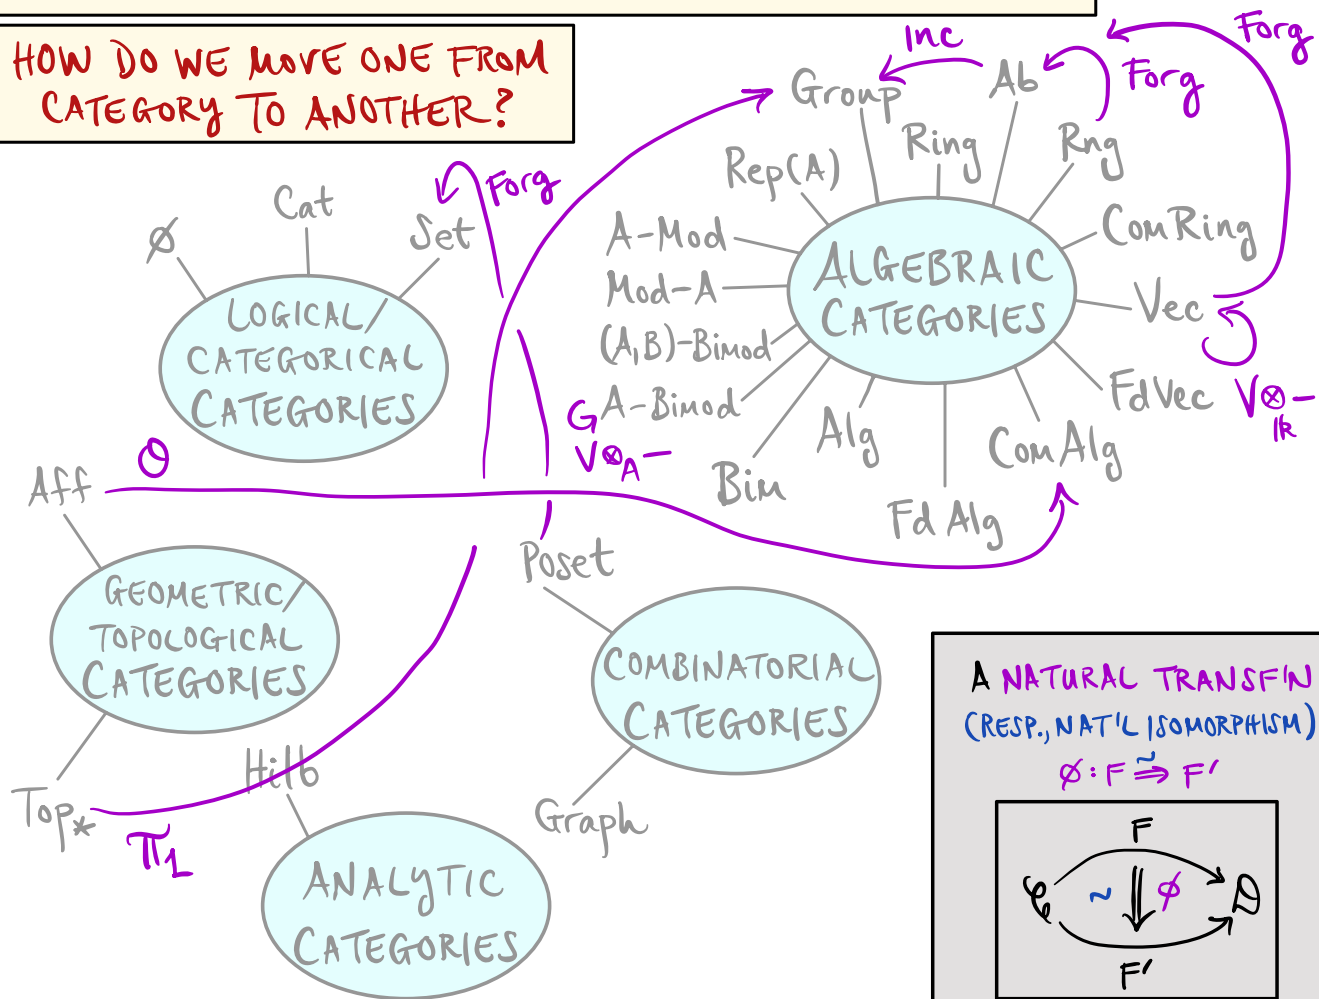 HOW DO WE MOVE ONE FROM
CATEGORY TO ANOTHER?
Inc
Forg
Group
Ab
Forg
Rep(A)
Ring
Rng
A-Mod
ComRing
Mod-A
Vec
(A,B)-Bimod
FdVec
V⊗-
𝕜
A-Bimod
Alg
ComAlg
Bim
Fd Alg
ALGEBRAIC
CATEGORIES
G
V⊗A-
∅
Cat
Set
Forg
LOGICAL/
CATEGORICAL
CATEGORIES
Aff
O
GEOMETRIC/
TOPOLOGICAL
CATEGORIES
Top*
π1
Hilb
ANALYTIC
CATEGORIES
Poset
COMBINATORIAL
CATEGORIES
Graph
A NATURAL TRANSF'N
(RESP., NAT'L ISOMORPHISM)
Ø: F ⇒~ F'
F
C ~ ⇓ Ø D
F'